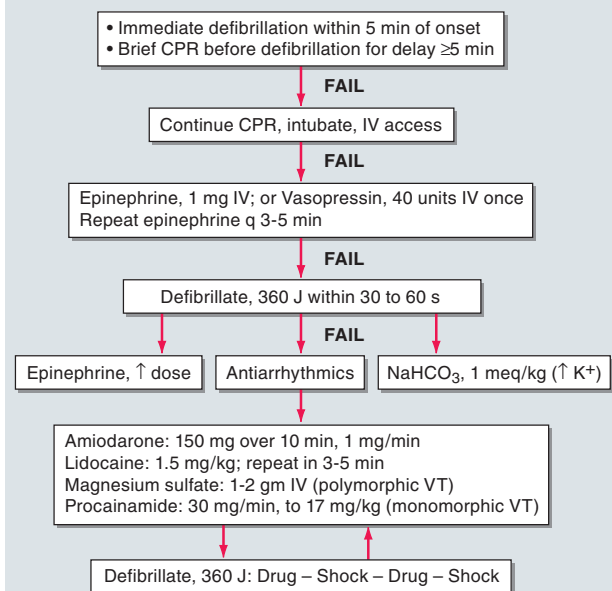 • Immediate defibrillation within 5 min of onset
• Brief CPR before defibrillation for delay ≥5 min
FAIL
Continue CPR, intubate, IV access
FAIL
Epinephrine, 1 mg IV; or Vasopressin, 40 units IV once
Repeat epinephrine q 3-5 min
FAIL
Defibrillate, 360 J within 30 to 60 s
FAIL
Epinephrine, ↑ dose
Antiarrhythmics
NaHCO₃, 1 meq/kg (↑ K⁺)
Amiodarone: 150 mg over 10 min, 1 mg/min
Lidocaine: 1.5 mg/kg; repeat in 3-5 min
Magnesium sulfate: 1-2 gm IV (polymorphic VT)
Procainamide: 30 mg/min, to 17 mg/kg (monomorphic VT)
Defibrillate, 360 J: Drug – Shock – Drug – Shock